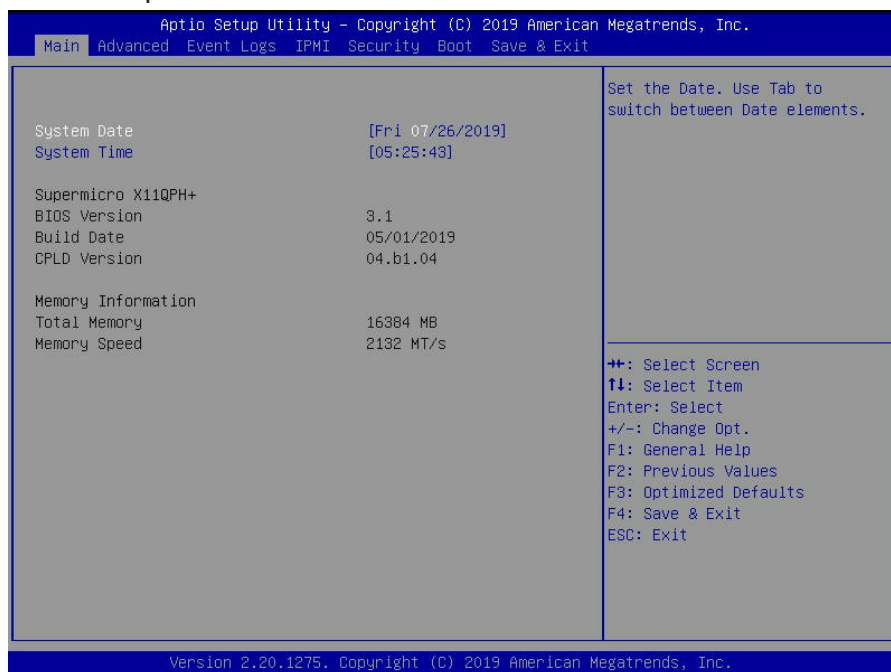 Aptio Setup Utility – Copyright (C) 2019 American Megatrends, Inc.
Main Advanced Event Logs IPMI Security Boot Save & Exit
Set the Date. Use Tab to
switch between Date elements.
System Date [Fri 07/26/2019]
System Time [05:25:43]
Supermicro X11QPH+
BIOS Version 3.1
Build Date 05/01/2019
CPLD Version 04.b1.04
Memory Information
Total Memory 16384 MB
Memory Speed 2132 MT/s
→←: Select Screen
↑↓: Select Item
Enter: Select
+/-: Change Opt.
F1: General Help
F2: Previous Values
F3: Optimized Defaults
F4: Save & Exit
ESC: Exit
Version 2.20.1275. Copyright (C) 2019 American Megatrends, Inc.